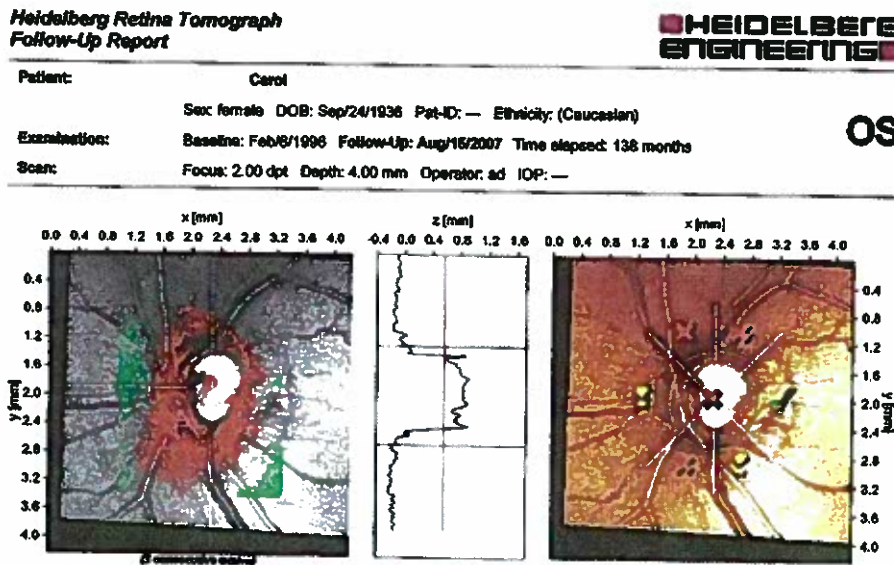 Heidelberg Retina Tomograph
Follow-Up Report
HEIDELBERG
ENGINEERING
Patient: Carol
Sex: female DOB: Sep/24/1936 Pat-ID: — Ethnicity: (Caucasian)
Examination: Baseline: Feb/6/1996 Follow-Up: Aug/15/2007 Time elapsed: 138 months
OS
Scan: Focus: 2.00 dpt Depth: 4.00 mm Operator: ad IOP: —
x [mm] z [mm] x [mm]
0.0 0.4 0.8 1.2 1.6 2.0 2.4 2.8 3.2 3.6 4.0 -0.4 0.0 0.4 0.8 1.6 0.0 0.4 0.8 1.2 1.6 2.0 2.4 2.8 3.2 3.6 4.0
0.4 0.4
0.8 0.8
1.2 1.2
1.6 1.6
y [mm] 2.0 2.0 y [mm]
2.4 2.4
2.8 2.8
3.2 3.2
3.6 3.6
4.0 4.0